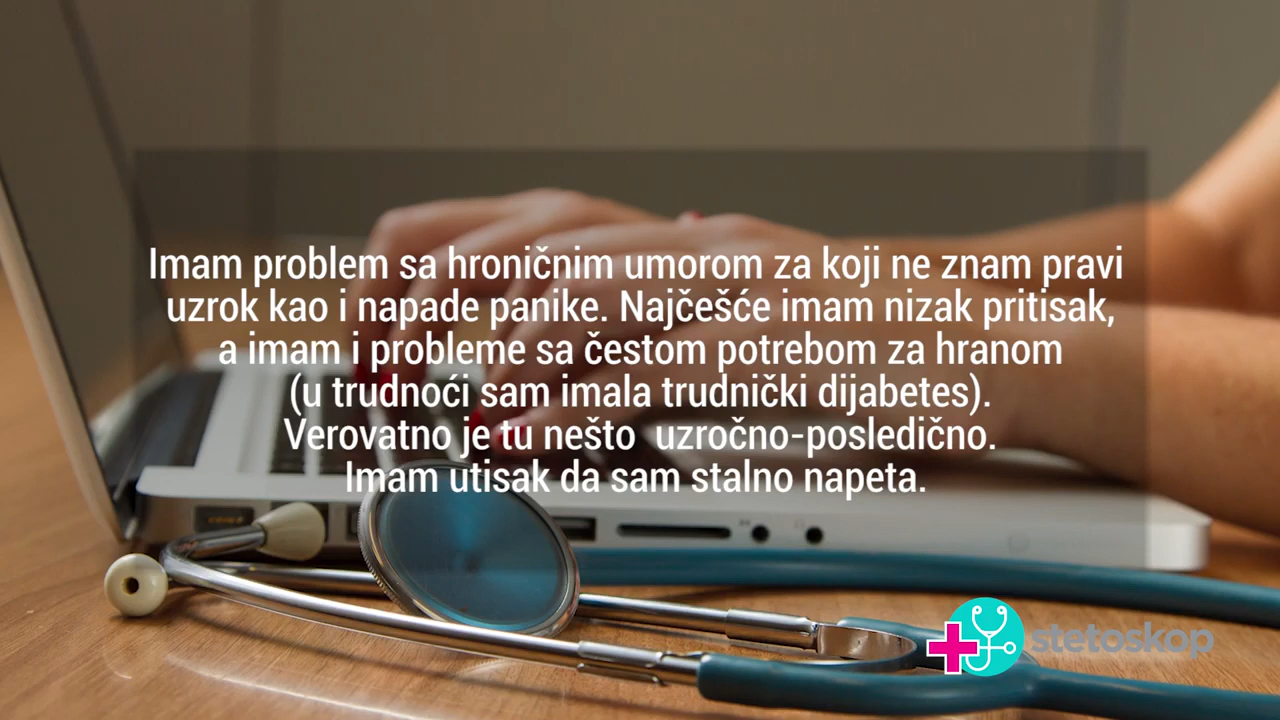 Imam problem sa hroničnim umorom za koji ne znam pravi
uzrok kao i napade panike. Najčešće imam nizak pritisak,
a imam i probleme sa čestom potrebom za hranom
(u trudnoći sam imala trudnički dijabetes).
Verovatno je tu nešto  uzročno-posledično.
Imam utisak da sam stalno napeta.
stetoskop